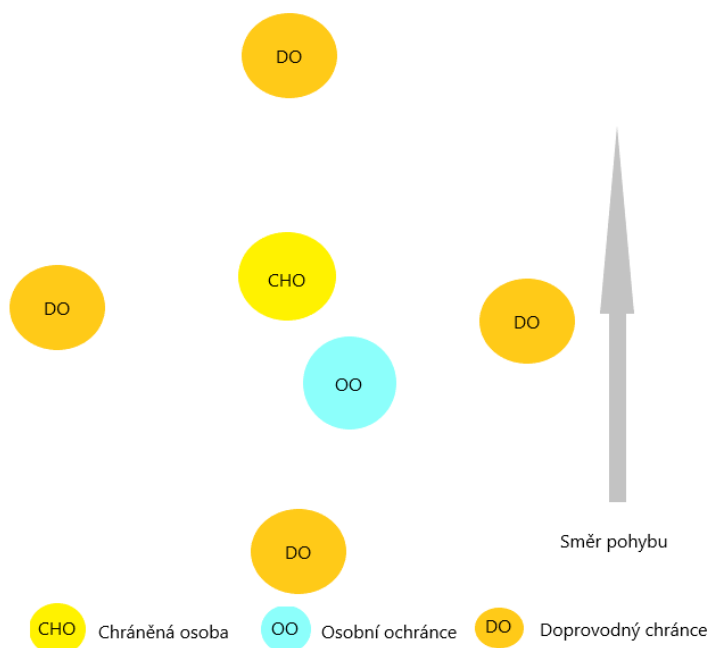 DO
CHO
DO
DO
OO
DO
Směr pohybu
CHO Chráněná osoba OO Osobní ochránce DO Doprovodný chránce